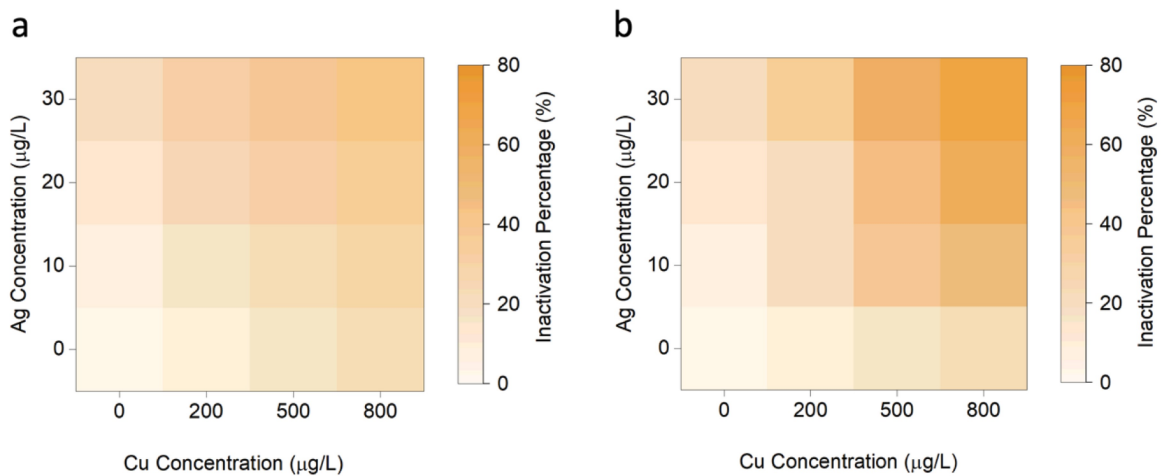 a
Ag Concentration (µg/L)
30
20
10
0
0 200 500 800
Cu Concentration (µg/L)
80
60
40
20
0
Inactivation Percentage (%)
b
Ag Concentration (µg/L)
30
20
10
0
0 200 500 800
Cu Concentration (µg/L)
80
60
40
20
0
Inactivation Percentage (%)